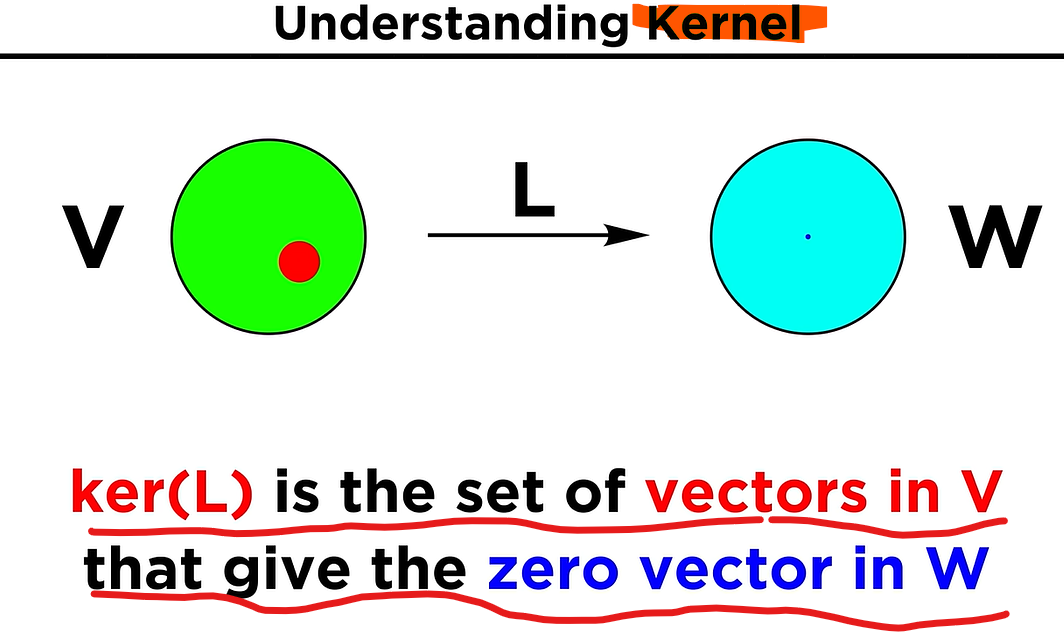 Understanding Kernel
L
V
W
ker(L) is the set of vectors in V
that give the zero vector in W